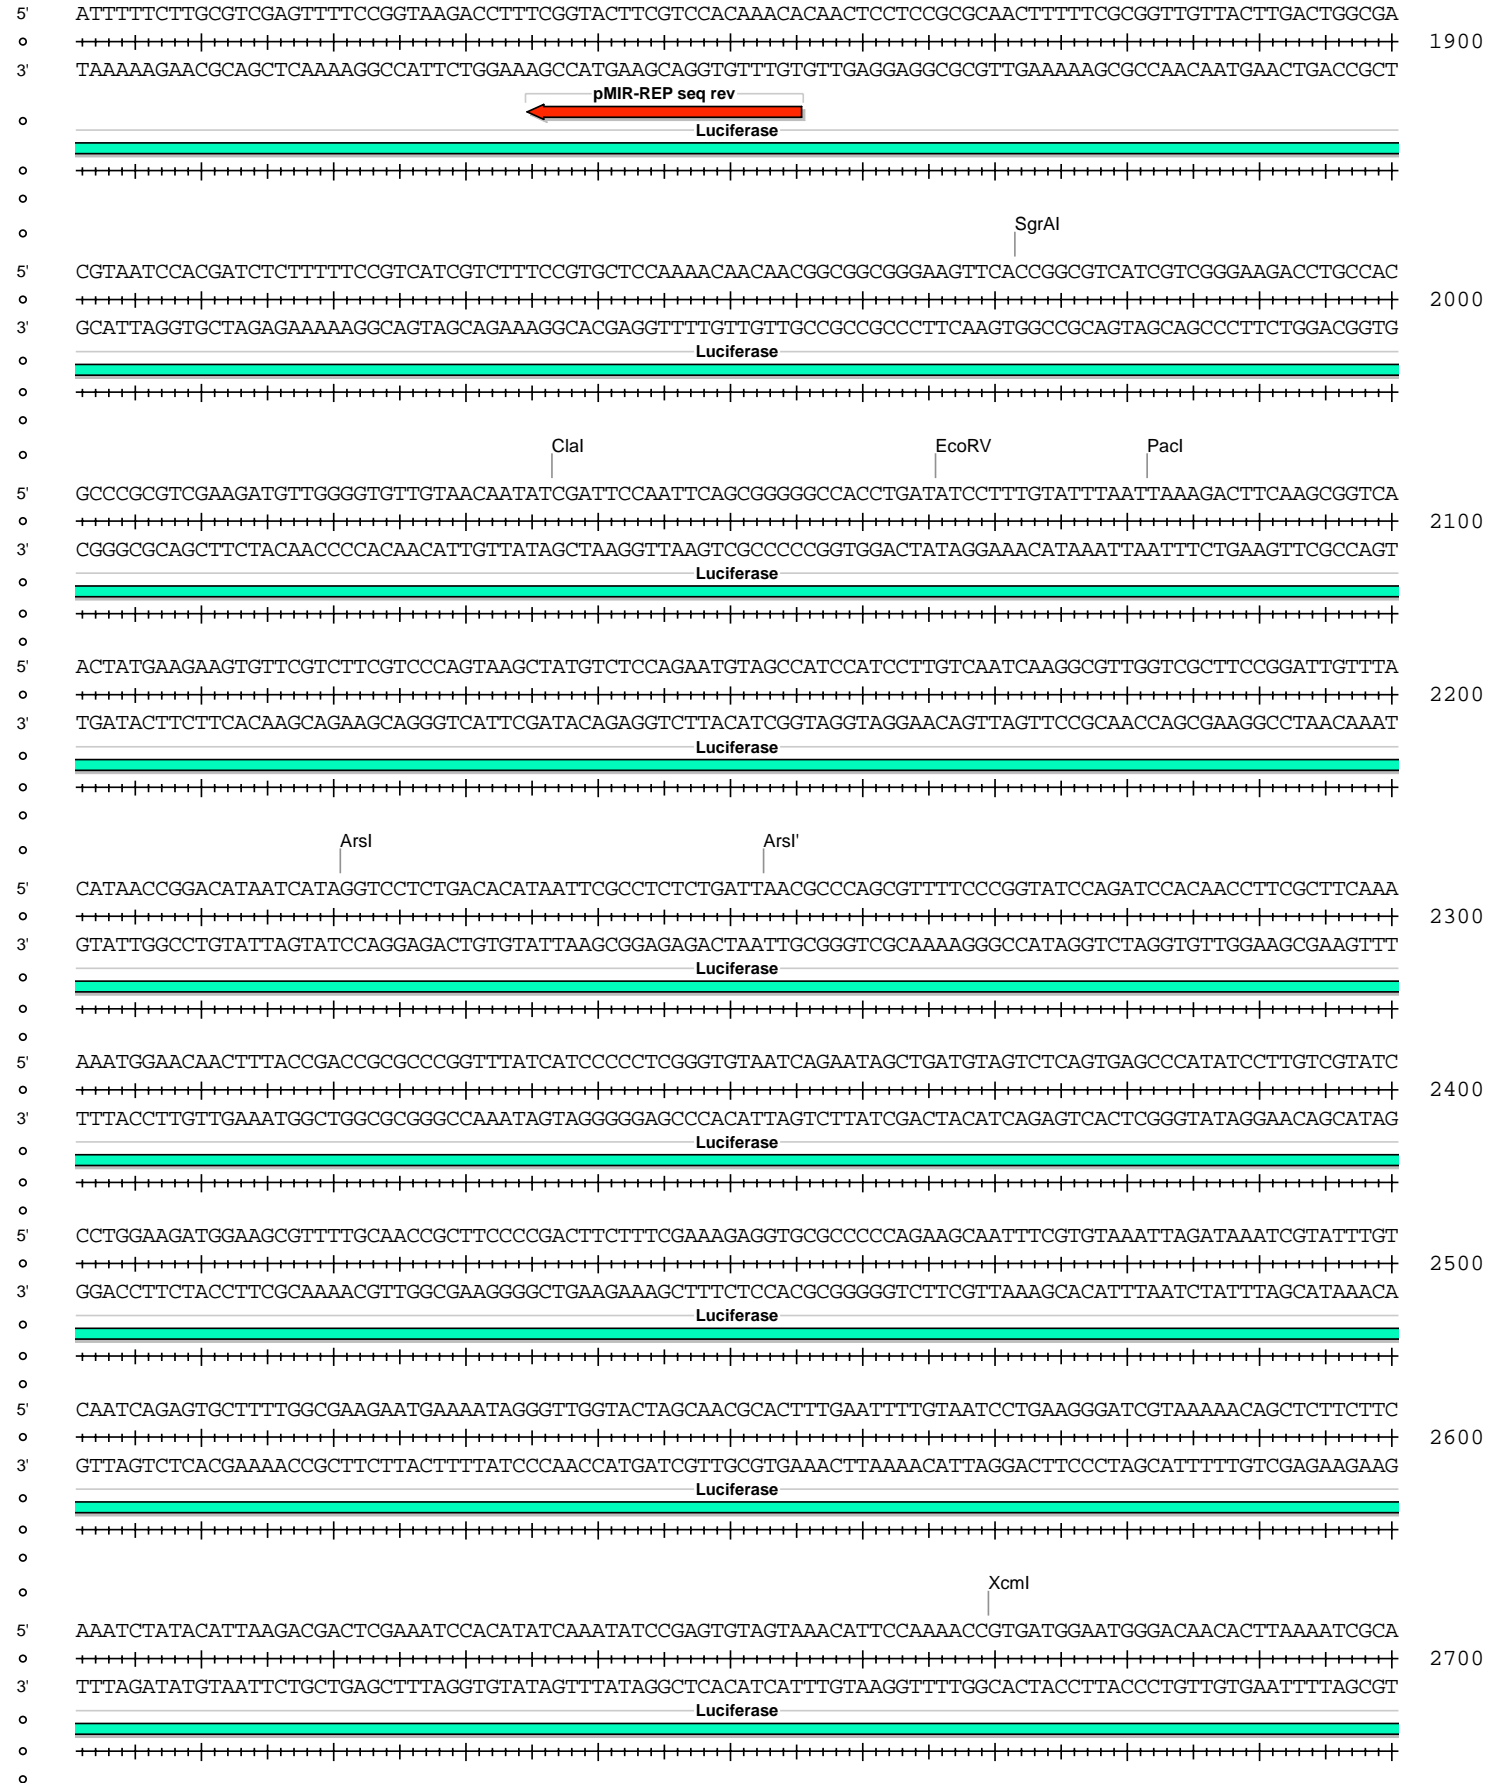 5' ATTTTTCTTGCGTCGAGTTTTCCGGTAAGACCTTTCGGTACTTCGTCCACAAACACAACTCCTCCGCGCAACTTTTTCGCGGTTGTTACTTGACTGGCGA
1900
3' TAAAAAGAACGCAGCTCAAAAGGCCATTCTGGAAAGCCATGAAGCAGGTGTTTGTGTTGAGGAGGCGCGTTGAAAAAGCGCCAACAATGAACTGACCGCT
pMIR-REP seq rev
Luciferase
SgrAI
5' CGTAATCCACGATCTCTTTTTCCGTCATCGTCTTTCCGTGCTCCAAAACAACAACGGCGGCGGGAAGTTCACCGGCGTCATCGTCGGGAAGACCTGCCAC
2000
3' GCATTAGGTGCTAGAGAAAAAGGCAGTAGCAGAAAGGCACGAGGTTTTGTTGTTGCCGCCGCCCTTCAAGTGGCCGCAGTAGCAGCCCTTCTGGACGGTG
Luciferase
ClaI EcoRV PacI
5' GCCCGCGTCGAAGATGTTGGGGTGTTGTAACAATATCGATTCCAATTCAGCGGGGGCCACCTGATATCCTTTGTATTTAATTAAAGACTTCAAGCGGTCA
2100
3' CGGGCGCAGCTTCTACAACCCCACAACATTGTTATAGCTAAGGTTAAGTCGCCCCCGGTGGACTATAGGAAACATAAATTAATTTCTGAAGTTCGCCAGT
Luciferase
5' ACTATGAAGAAGTGTTCGTCTTCGTCCCAGTAAGCTATGTCTCCAGAATGTAGCCATCCATCCTTGTCAATCAAGGCGTTGGTCGCTTCCGGATTGTTTA
2200
3' TGATACTTCTTCACAAGCAGAAGCAGGGTCATTCGATACAGAGGTCTTACATCGGTAGGTAGGAACAGTTAGTTCCGCAACCAGCGAAGGCCTAACAAAT
Luciferase
ArsI ArsI'
5' CATAACCGGACATAATCATAGGTCCTCTGACACATAATTCGCCTCTCTGATTAACGCCCAGCGTTTTCCCGGTATCCAGATCCACAACCTTCGCTTCAAA
2300
3' GTATTGGCCTGTATTAGTATCCAGGAGACTGTGTATTAAGCGGAGAGACTAATTGCGGGTCGCAAAAGGGCCATAGGTCTAGGTGTTGGAAGCGAAGTTT
Luciferase
5' AAATGGAACAACTTTACCGACCGCGCCCGGTTTATCATCCCCCTCGGGTGTAATCAGAATAGCTGATGTAGTCTCAGTGAGCCCATATCCTTGTCGTATC
2400
3' TTTACCTTGTTGAAATGGCTGGCGCGGGCCAAATAGTAGGGGGAGCCCACATTAGTCTTATCGACTACATCAGAGTCACTCGGGTATAGGAACAGCATAG
Luciferase
5' CCTGGAAGATGGAAGCGTTTTGCAACCGCTTCCCCGACTTCTTTCGAAAGAGGTGCGCCCCCAGAAGCAATTTCGTGTAAATTAGATAAATCGTATTTGT
2500
3' GGACCTTCTACCTTCGCAAAACGTTGGCGAAGGGGCTGAAGAAAGCTTTCTCCACGCGGGGGTCTTCGTTAAAGCACATTTAATCTATTTAGCATAAACA
Luciferase
5' CAATCAGAGTGCTTTTGGCGAAGAATGAAAATAGGGTTGGTACTAGCAACGCACTTTGAATTTTGTAATCCTGAAGGGATCGTAAAAACAGCTCTTCTTC
2600
3' GTTAGTCTCACGAAAACCGCTTCTTACTTTTATCCCAACCATGATCGTTGCGTGAAACTTAAAACATTAGGACTTCCCTAGCATTTTTGTCGAGAAGAAG
Luciferase
XcmI
5' AAATCTATACATTAAGACGACTCGAAATCCACATATCAAATATCCGAGTGTAGTAAACATTCCAAAACCGTGATGGAATGGGACAACACTTAAAATCGCA
2700
3' TTTAGATATGTAATTCTGCTGAGCTTTAGGTGTATAGTTTATAGGCTCACATCATTTGTAAGGTTTTGGCACTACCTTACCCTGTTGTGAATTTTAGCGT
Luciferase